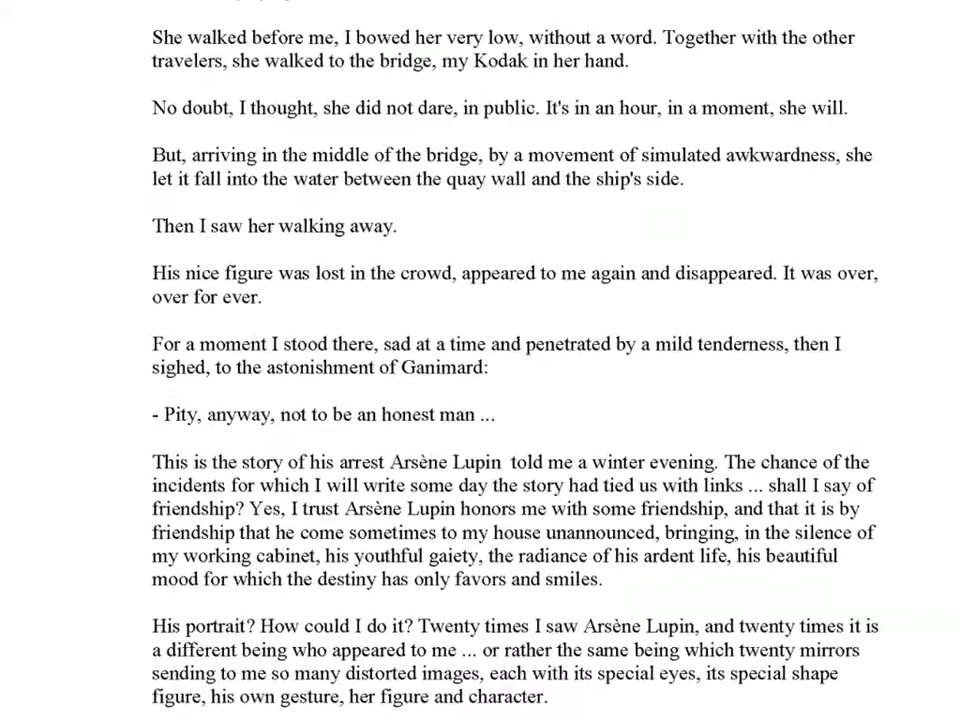 She walked before me, I bowed her very low, without a word. Together with the other
travelers, she walked to the bridge, my Kodak in her hand.
No doubt, I thought, she did not dare, in public. It's in an hour, in a moment, she will.
But, arriving in the middle of the bridge, by a movement of simulated awkwardness, she
let it fall into the water between the quay wall and the ship's side.
Then I saw her walking away.
His nice figure was lost in the crowd, appeared to me again and disappeared. It was over,
over for ever.
For a moment I stood there, sad at a time and penetrated by a mild tenderness, then I
sighed, to the astonishment of Ganimard:
- Pity, anyway, not to be an honest man ...
This is the story of his arrest Arsène Lupin  told me a winter evening. The chance of the
incidents for which I will write some day the story had tied us with links ... shall I say of
friendship? Yes, I trust Arsène Lupin honors me with some friendship, and that it is by
friendship that he come sometimes to my house unannounced, bringing, in the silence of
my working cabinet, his youthful gaiety, the radiance of his ardent life, his beautiful
mood for which the destiny has only favors and smiles.
His portrait? How could I do it? Twenty times I saw Arsène Lupin, and twenty times it is
a different being who appeared to me ... or rather the same being which twenty mirrors
sending to me so many distorted images, each with its special eyes, its special shape
figure, his own gesture, her figure and character.